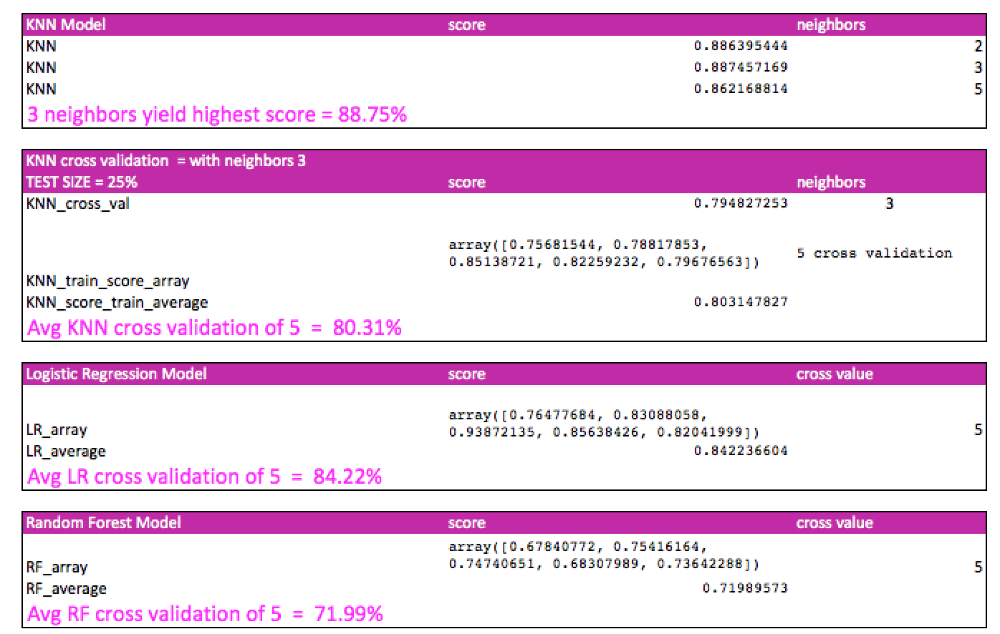 KNN Model score neighbors
KNN 0.886395444 2
KNN 0.887457169 3
KNN 0.862168814 5
3 neighbors yield highest score = 88.75%
KNN cross validation = with neighbors 3
TEST SIZE = 25% score neighbors
KNN_cross_val 0.794827253 3
array([0.75681544, 0.78817853,
0.85138721, 0.82259232, 0.79676563]) 5 cross validation
KNN_train_score_array
KNN_score_train_average 0.803147827
Avg KNN cross validation of 5 = 80.31%
Logistic Regression Model score cross value
array([0.76477684, 0.83088058,
LR_array 0.93872135, 0.85638426, 0.82041999]) 5
LR_average 0.842236604
Avg LR cross validation of 5 = 84.22%
Random Forest Model score cross value
array([0.67840772, 0.75416164,
RF_array 0.74740651, 0.68307989, 0.73642288]) 5
RF_average 0.71989573
Avg RF cross validation of 5 = 71.99%